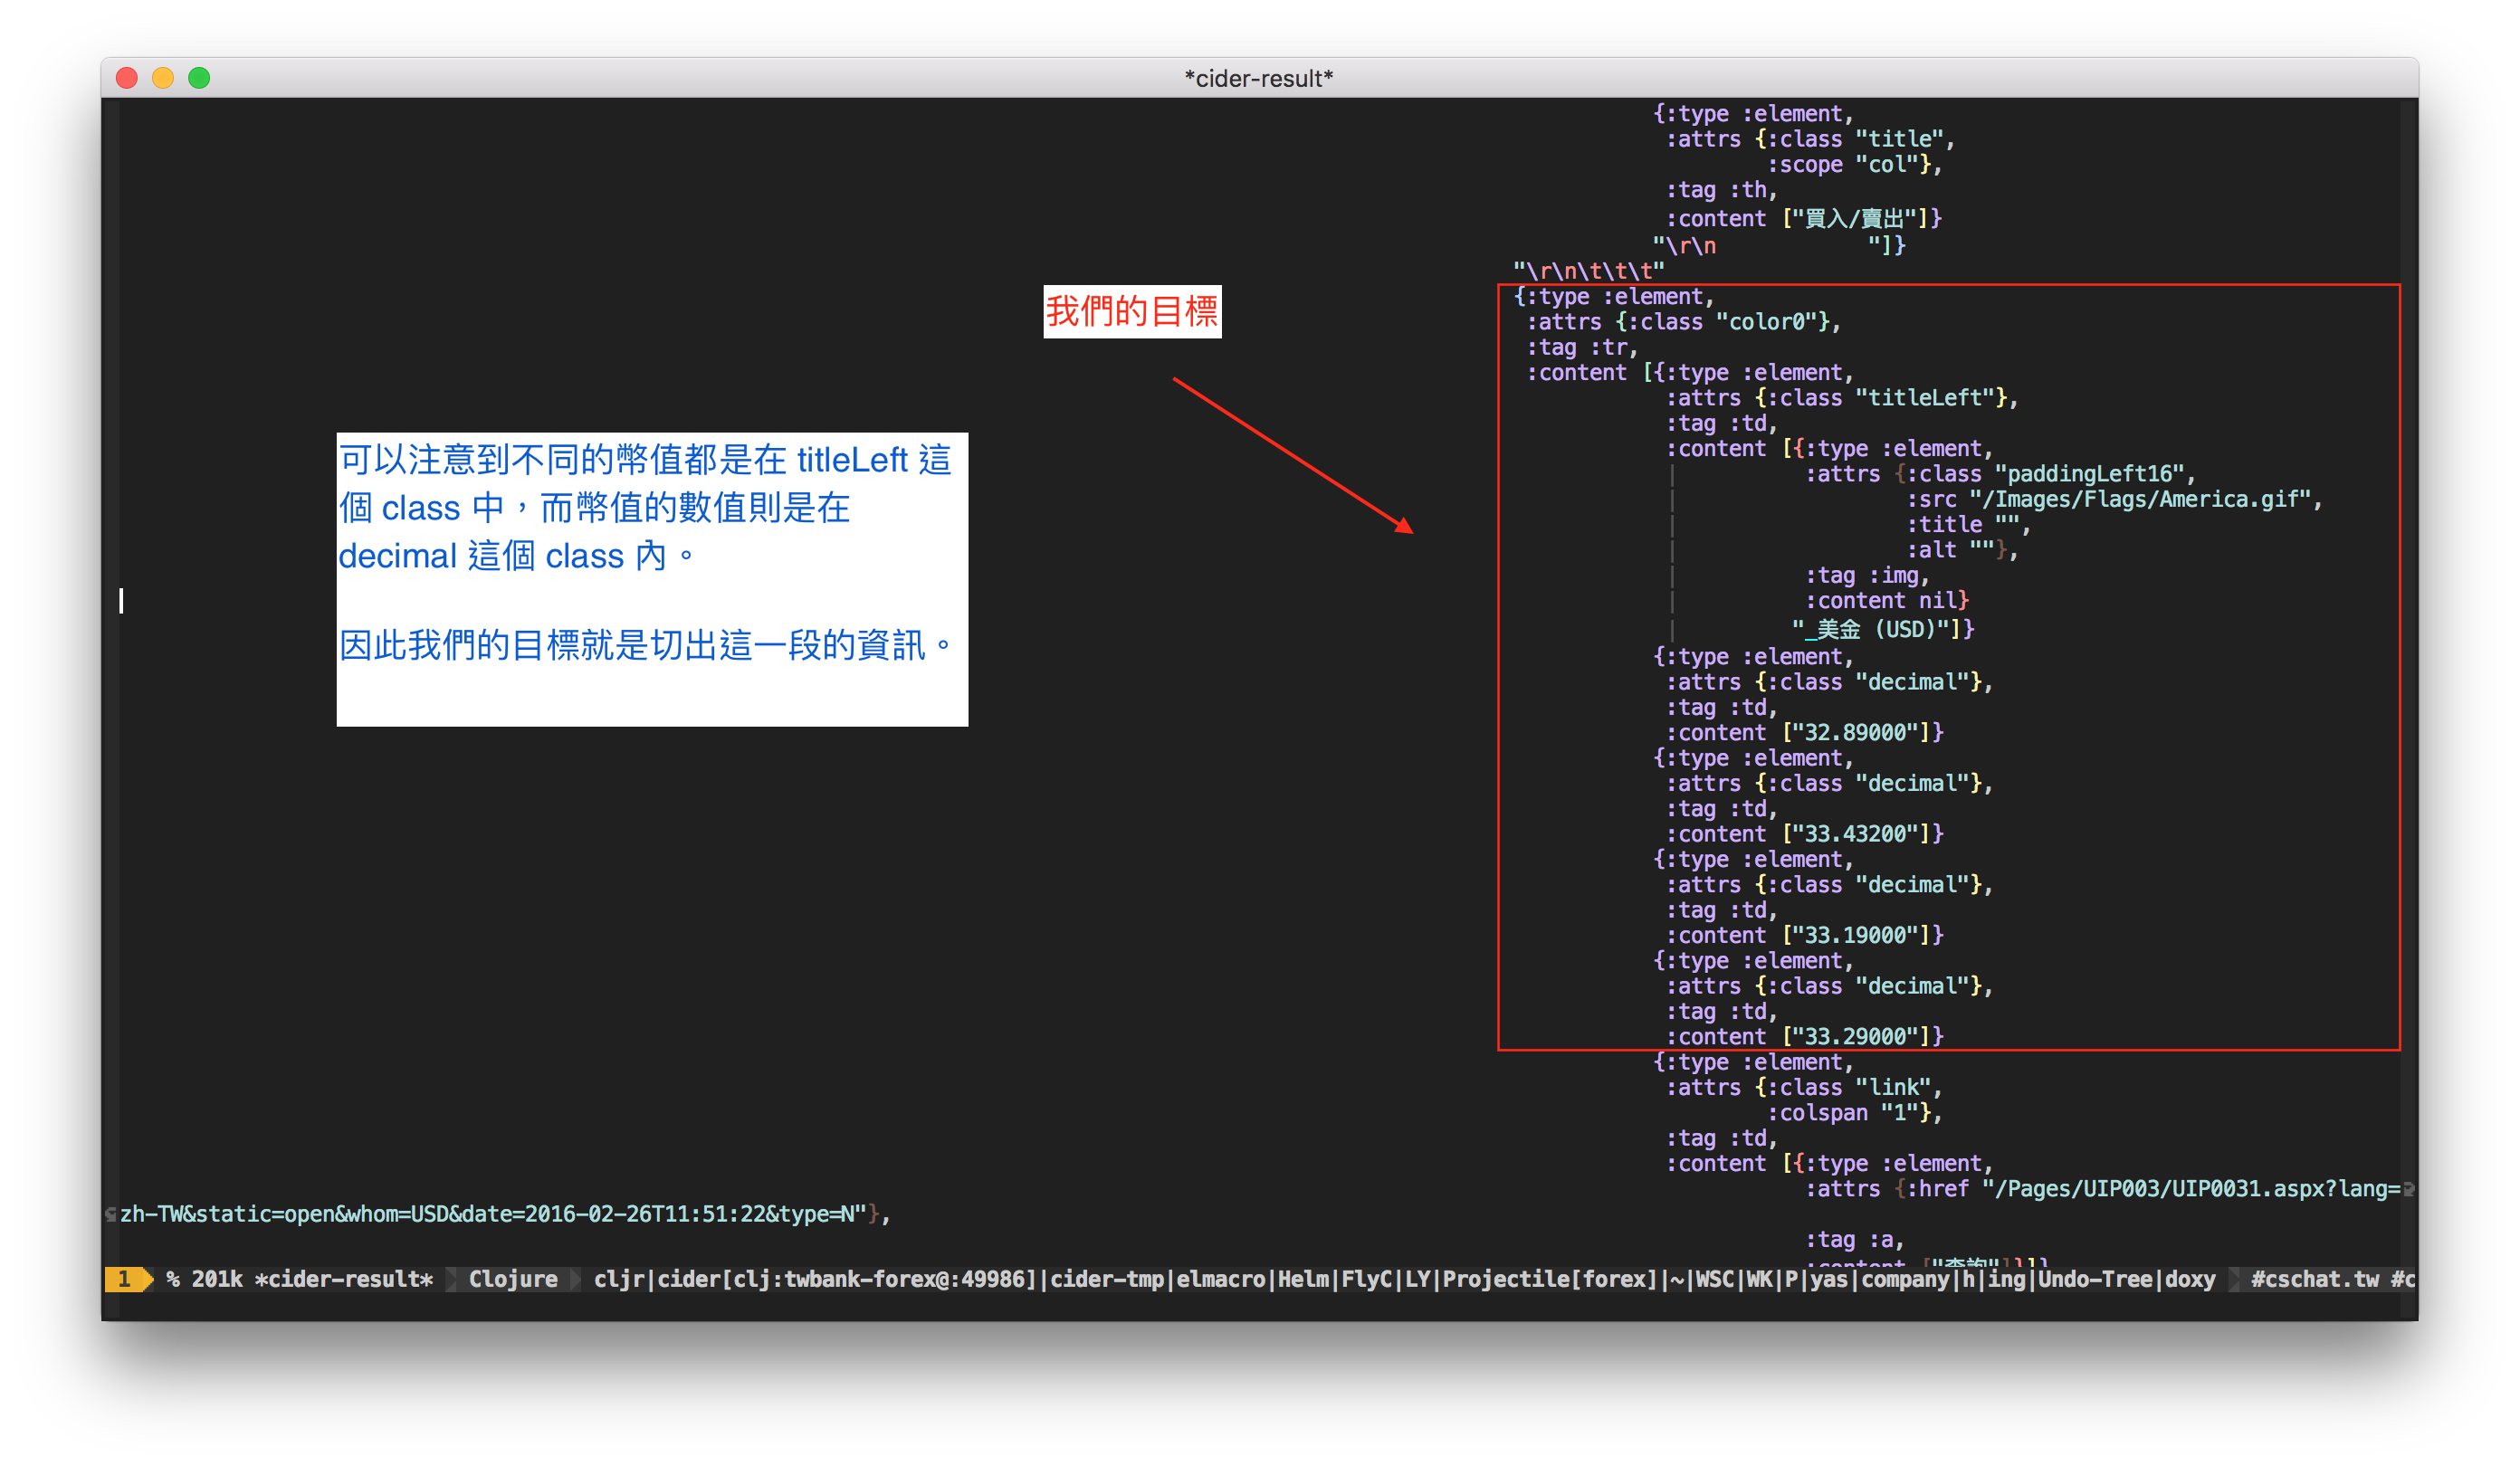 *cider-result*
{:type :element,
:attrs {:class "title",
:scope "col"},
:tag :th,
:content ["買入/賣出"]}
"\r\n "]}
"\r\n\t\t\t"
我們的目標
{:type :element,
:attrs {:class "color0"},
:tag :tr,
:content [{:type :element,
:attrs {:class "titleLeft"},
:tag :td,
:content [{:type :element,
:attrs {:class "paddingLeft16",
:src "/Images/Flags/America.gif",
:title "",
:alt ""},
:tag :img,
:content nil}
"_美金 (USD)"]}
{:type :element,
:attrs {:class "decimal"},
:tag :td,
:content ["32.89000"]}
{:type :element,
:attrs {:class "decimal"},
:tag :td,
:content ["33.43200"]}
{:type :element,
:attrs {:class "decimal"},
:tag :td,
:content ["33.19000"]}
{:type :element,
:attrs {:class "decimal"},
:tag :td,
:content ["33.29000"]}
可以注意到不同的幣值都是在 titleLeft 這
個 class 中，而幣值的數值則是在
decimal 這個 class 內。
因此我們的目標就是切出這一段的資訊。
{:type :element,
:attrs {:class "link",
:colspan "1"},
:tag :td,
:content [{:type :element,
:attrs {:href "/Pages/UIP003/UIP0031.aspx?lang=
zh-TW&static=open&whom=USD&date=2016-02-26T11:51:22&type=N"},
:tag :a,
:content ["查詢"]}]}
1 % 201k *cider-result* Clojure cljr|cider[clj:twbank-forex@:49986]|cider-tmp|elmacro|Helm|FlyC|LY|Projectile[forex]|~|WSC|WK|P|yas|company|h|ing|Undo-Tree|doxy #cschat.tw #c